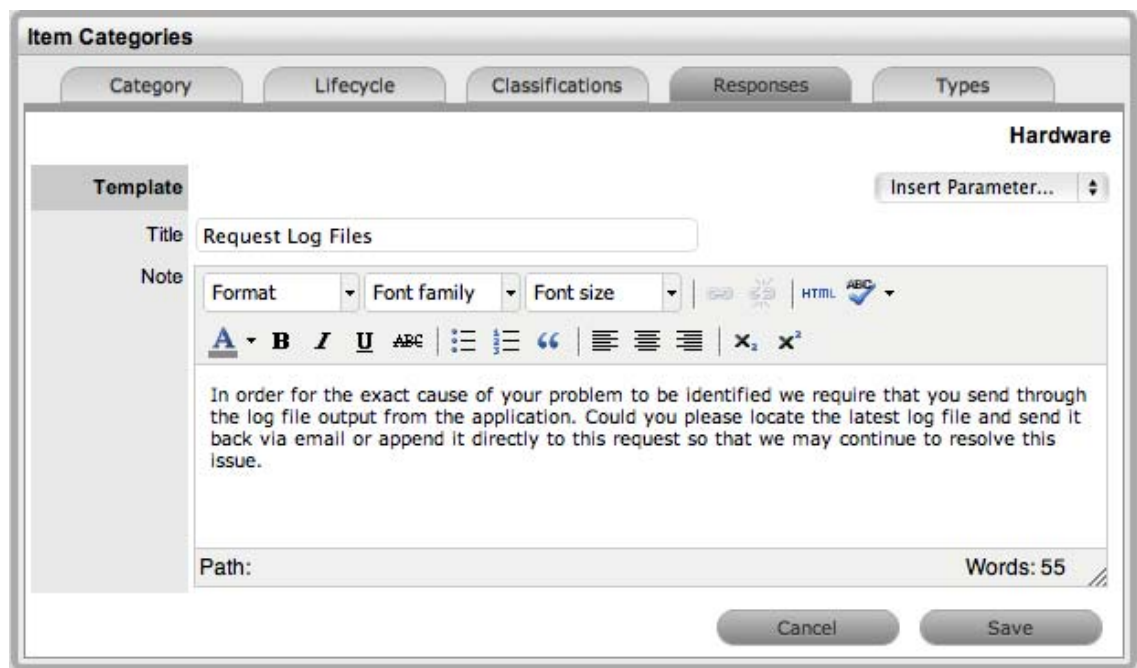 Item Categories
Category Lifecycle Classifications Responses Types
Hardware
Template Insert Parameter...
Title Request Log Files
Note
Format Font family Font size HTML ABC
A B I U ABC 1 2 3 “ x₂ x²
In order for the exact cause of your problem to be identified we require that you send through
the log file output from the application. Could you please locate the latest log file and send it
back via email or append it directly to this request so that we may continue to resolve this
issue.
Path: Words: 55
Cancel Save